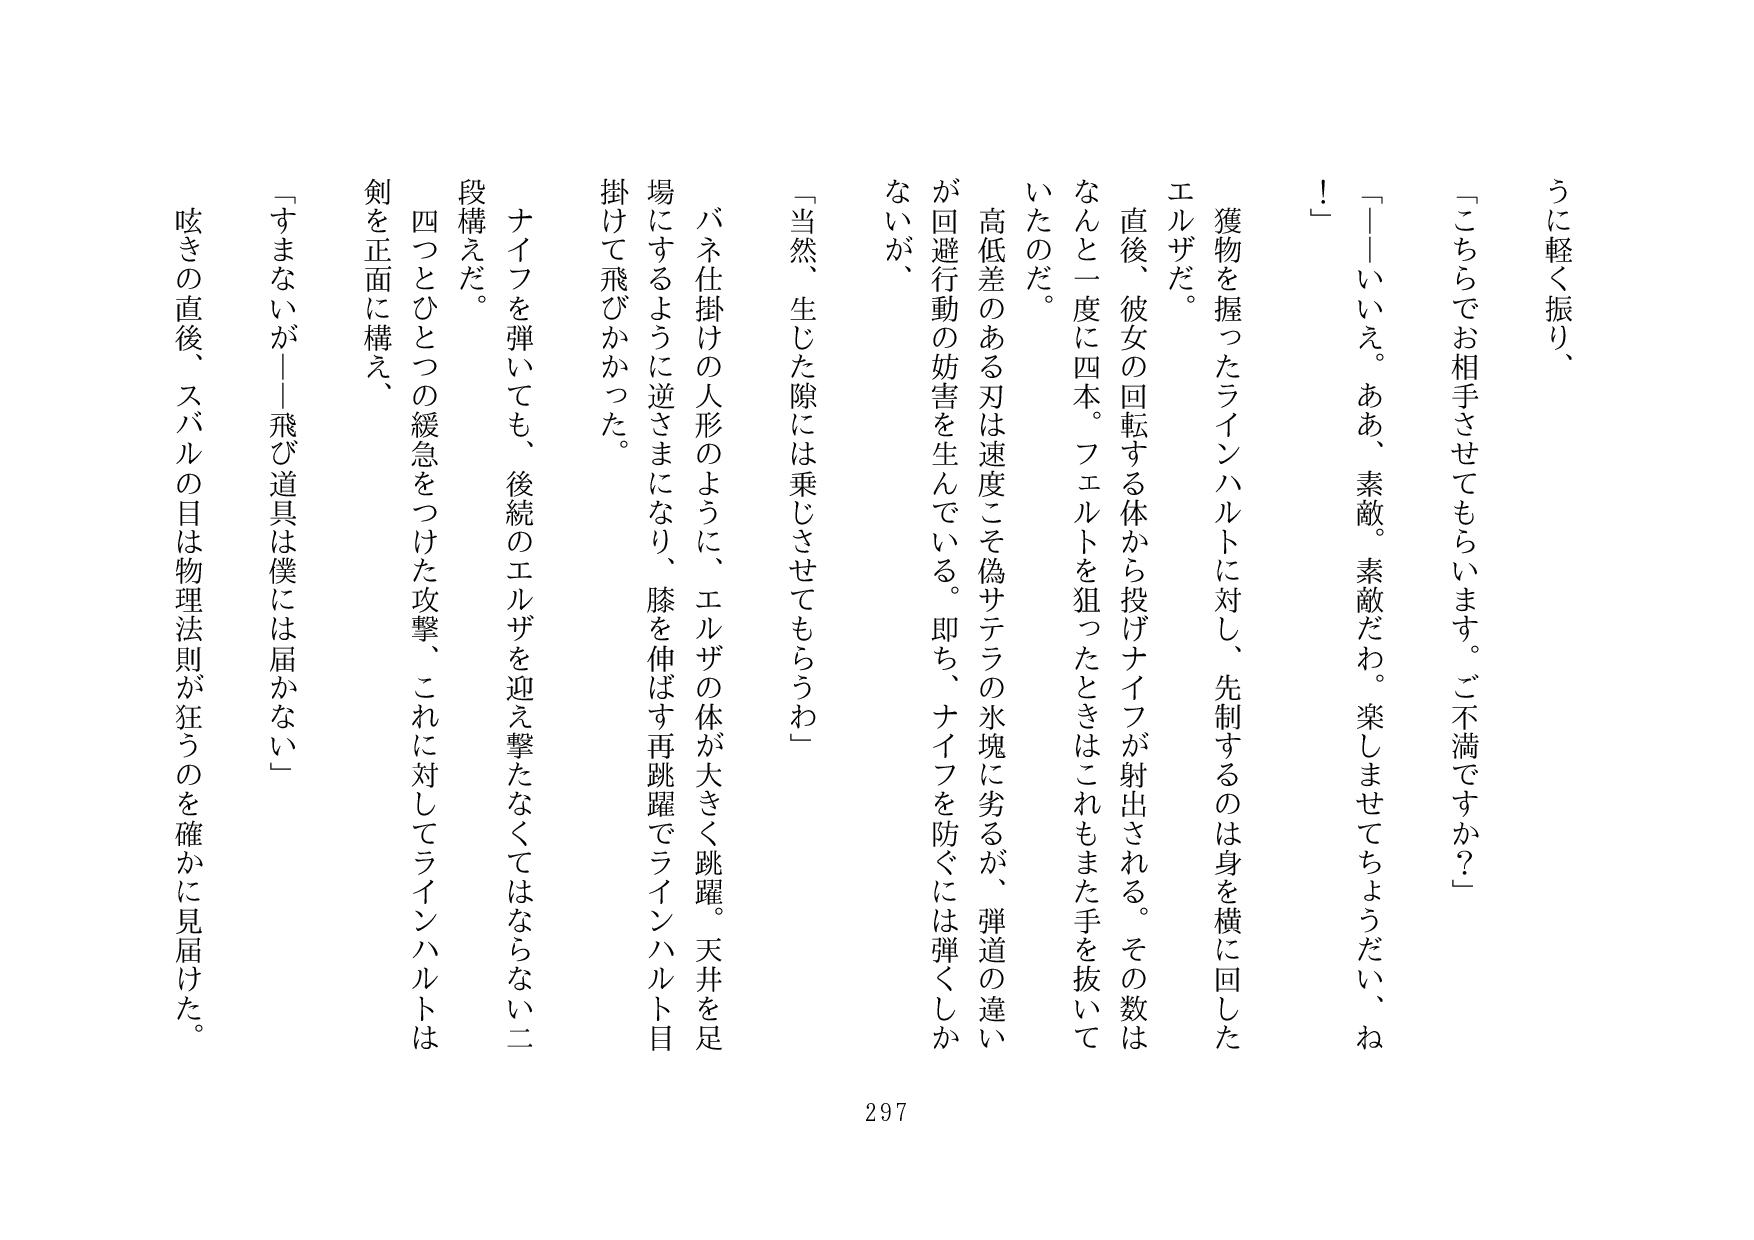 うに軽く振り、
「こちらでお相手させてもらいます。ご不満ですか？」
「――いいえ。ああ、素敵。素敵だわ。楽しませてちょうだい、ね
！」
獲物を握ったラインハルトに対し、先制するのは身を横に回した
エルザだ。
直後、彼女の回転する体から投げナイフが射出される。その数は
なんと一度に四本。フェルトを狙ったときはこれもまた手を抜いて
いたのだ。
高低差のある刃は速度こそ偽サテラの氷塊に劣るが、弾道の違い
が回避行動の妨害を生んでいる。即ち、ナイフを防ぐには弾くしか
ないが、
「当然、生じた隙には乗じさせてもらうわ」
バネ仕掛けの人形のように、エルザの体が大きく跳躍。天井を足
場にするように逆さまになり、膝を伸ばす再跳躍でラインハルト目
掛けて飛びかかった。
ナイフを弾いても、後続のエルザを迎え撃たなくてはならない二
段構えだ。
四つとひとつの緩急をつけた攻撃、これに対してラインハルトは
剣を正面に構え、
「すまないが――飛び道具は僕には届かない」
呟きの直後、スバルの目は物理法則が狂うのを確かに見届けた。
297